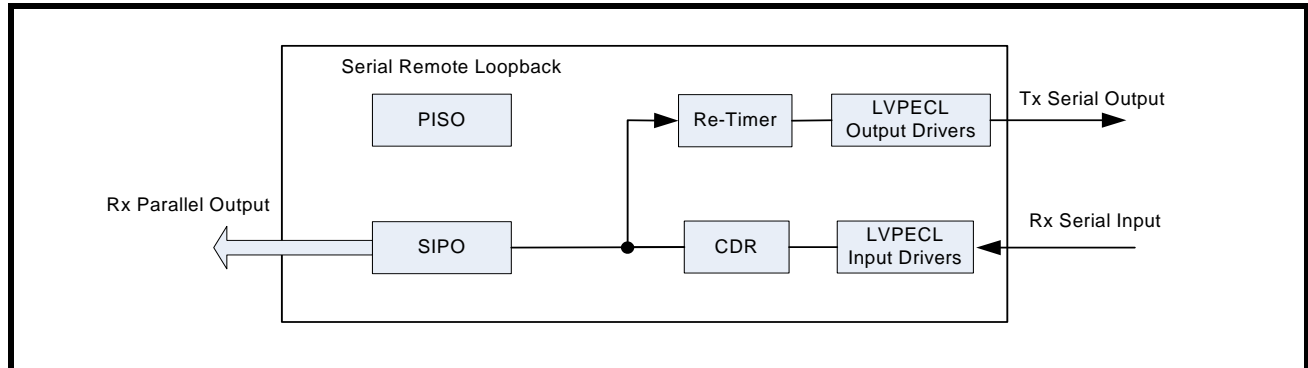 Serial Remote Loopback
PISO
Re-Timer
LVPECL
Output Drivers
Tx Serial Output
Rx Parallel Output
SIPO
CDR
LVPECL
Input Drivers
Rx Serial Input